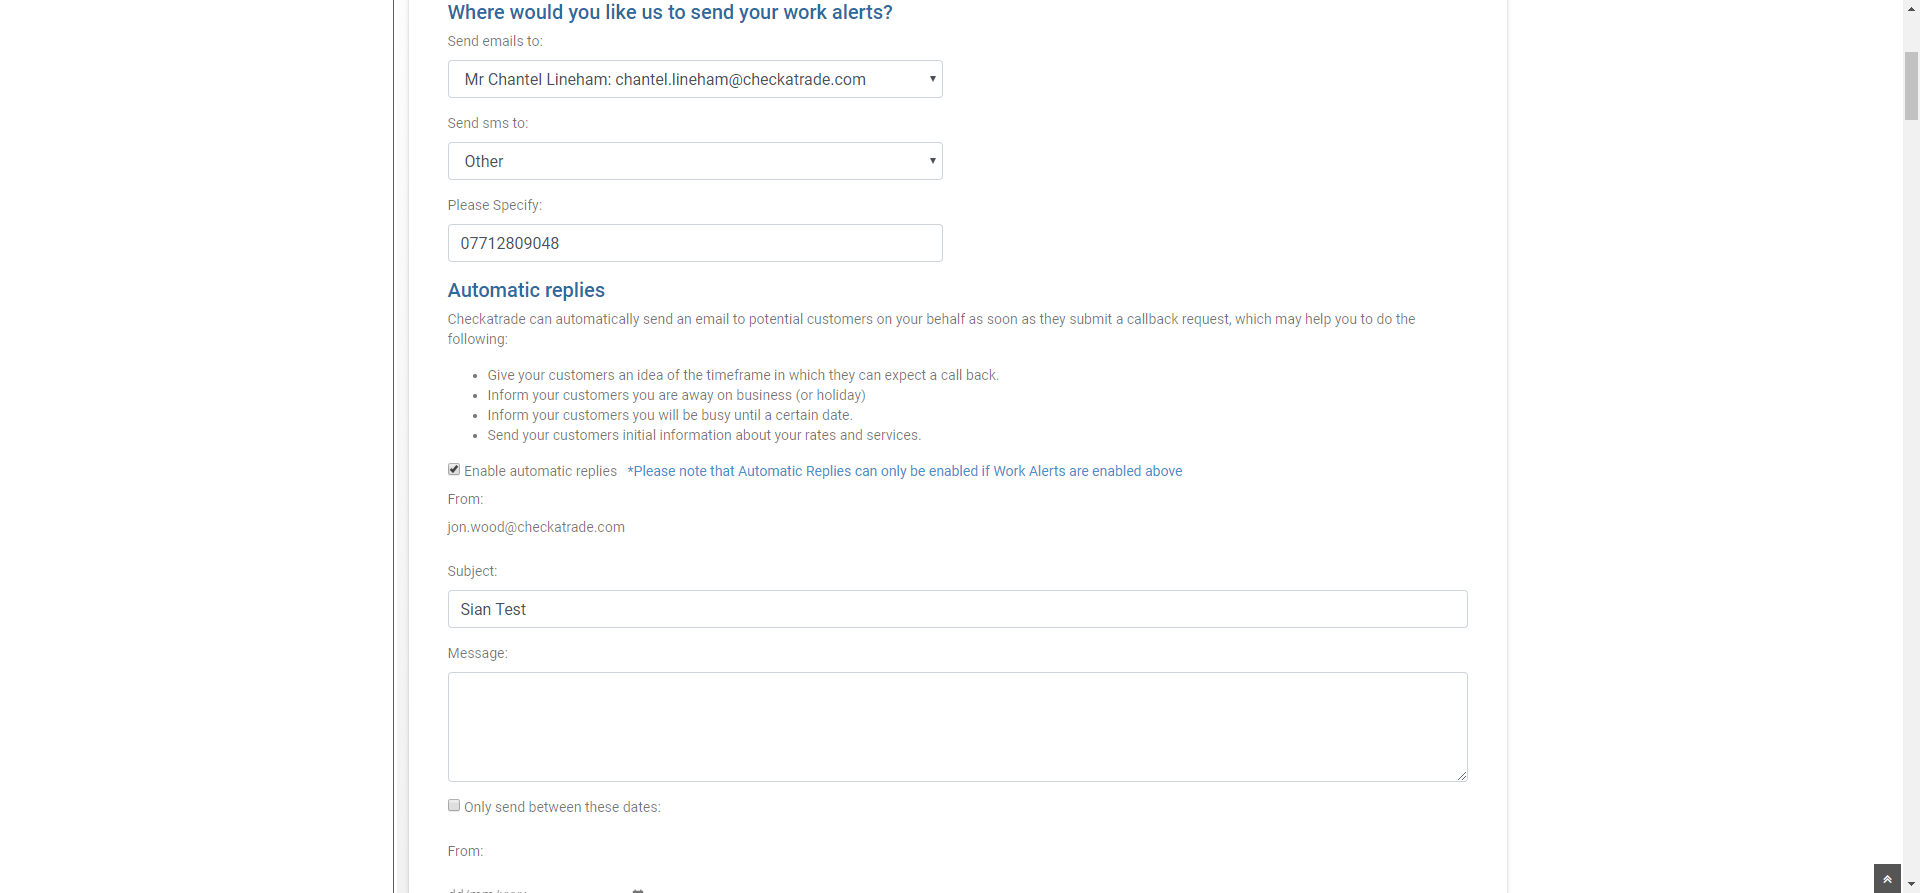 Where would you like us to send your work alerts?
Send emails to:
Mr Chantel Lineham: chantel.lineham@checkatrade.com
Send sms to:
Other
Please Specify:
07712809048
Automatic replies
Checkatrade can automatically send an email to potential customers on your behalf as soon as they submit a callback request, which may help you to do the
following:
Give your customers an idea of the timeframe in which they can expect a call back.
Inform your customers you are away on business (or holiday)
Inform your customers you will be busy until a certain date.
Send your customers initial information about your rates and services.
Enable automatic replies *Please note that Automatic Replies can only be enabled if Work Alerts are enabled above
From:
jon.wood@checkatrade.com
Subject:
Sian Test
Message:
Only send between these dates:
From: